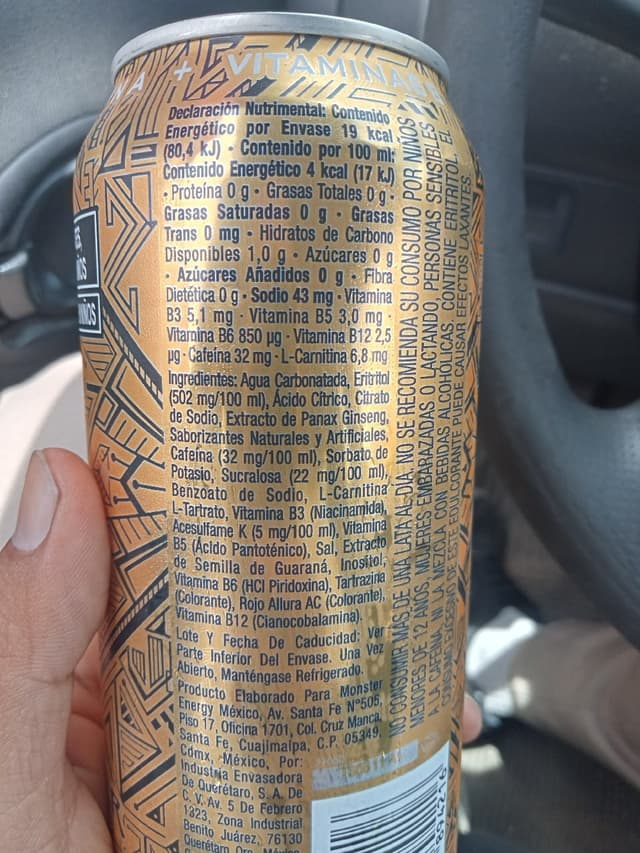 A + VITAMINAS B
Declaración Nutrimental: Contenido
Energético por Envase 19 kcal
(80,4 kJ) • Contenido por 100 ml:
Contenido Energético 4 kcal (17 kJ)
• Proteína 0 g • Grasas Totales 0 g •
Grasas Saturadas 0 g • Grasas
Trans 0 mg • Hidratos de Carbono
Disponibles 1,0 g • Azúcares 0 g
• Azúcares Añadidos 0 g • Fibra
Dietética 0 g • Sodio 43 mg • Vitamina
B3 5,1 mg • Vitamina B5 3,0 mg •
Vitamina B6 850 µg • Vitamina B12 2,5
µg • Cafeína 32 mg • L-Carnitina 6,8 mg
Ingredientes: Agua Carbonatada, Eritritol
(502 mg/100 ml), Ácido Cítrico, Citrato
de Sodio, Extracto de Panax Ginseng,
Saborizantes Naturales y Artificiales,
Cafeína (32 mg/100 ml), Sorbato de
Potasio, Sucralosa (22 mg/100 ml),
Benzoato de Sodio, L-Carnitina
L-Tartrato, Vitamina B3 (Niacinamida),
Acesulfame K (5 mg/100 ml), Vitamina
B5 (Ácido Pantoténico), Sal, Extracto
de Semilla de Guaraná, Inositol,
Vitamina B6 (HCl Piridoxina), Tartrazina
(Colorante), Rojo Allura AC (Colorante),
Vitamina B12 (Cianocobalamina).
Lote Y Fecha De Caducidad: Ver
Parte Inferior Del Envase. Una Vez
Abierto, Manténgase Refrigerado.
Producto Elaborado Para Monster
Energy México, Av. Santa Fe N°505,
Piso 17, Oficina 1701, Col. Cruz Manca,
Santa Fe, Cuajimalpa, C.P. 05349,
Cdmx, México, Por:
Industria Envasadora
De Querétaro, S.A. De
C. V. Av. 5 De Febrero
1323, Zona Industrial
Benito Juárez, 76130
Querétaro, Qro, México
NO CONSUMIR MÁS DE UNA LATA AL DÍA. NO SE RECOMIENDA SU CONSUMO POR NIÑOS
MENORES DE 12 AÑOS, MUJERES EMBARAZADAS O LACTANDO, PERSONAS SENSIBLES
A LA CAFEÍNA, NI LA MEZCLA CON BEBIDAS ALCOHÓLICAS. CONTIENE ERITRITOL, EL
CONSUMO EXCESIVO DE ESTE EDULCORANTE PUEDE CAUSAR EFECTOS LAXANTES.